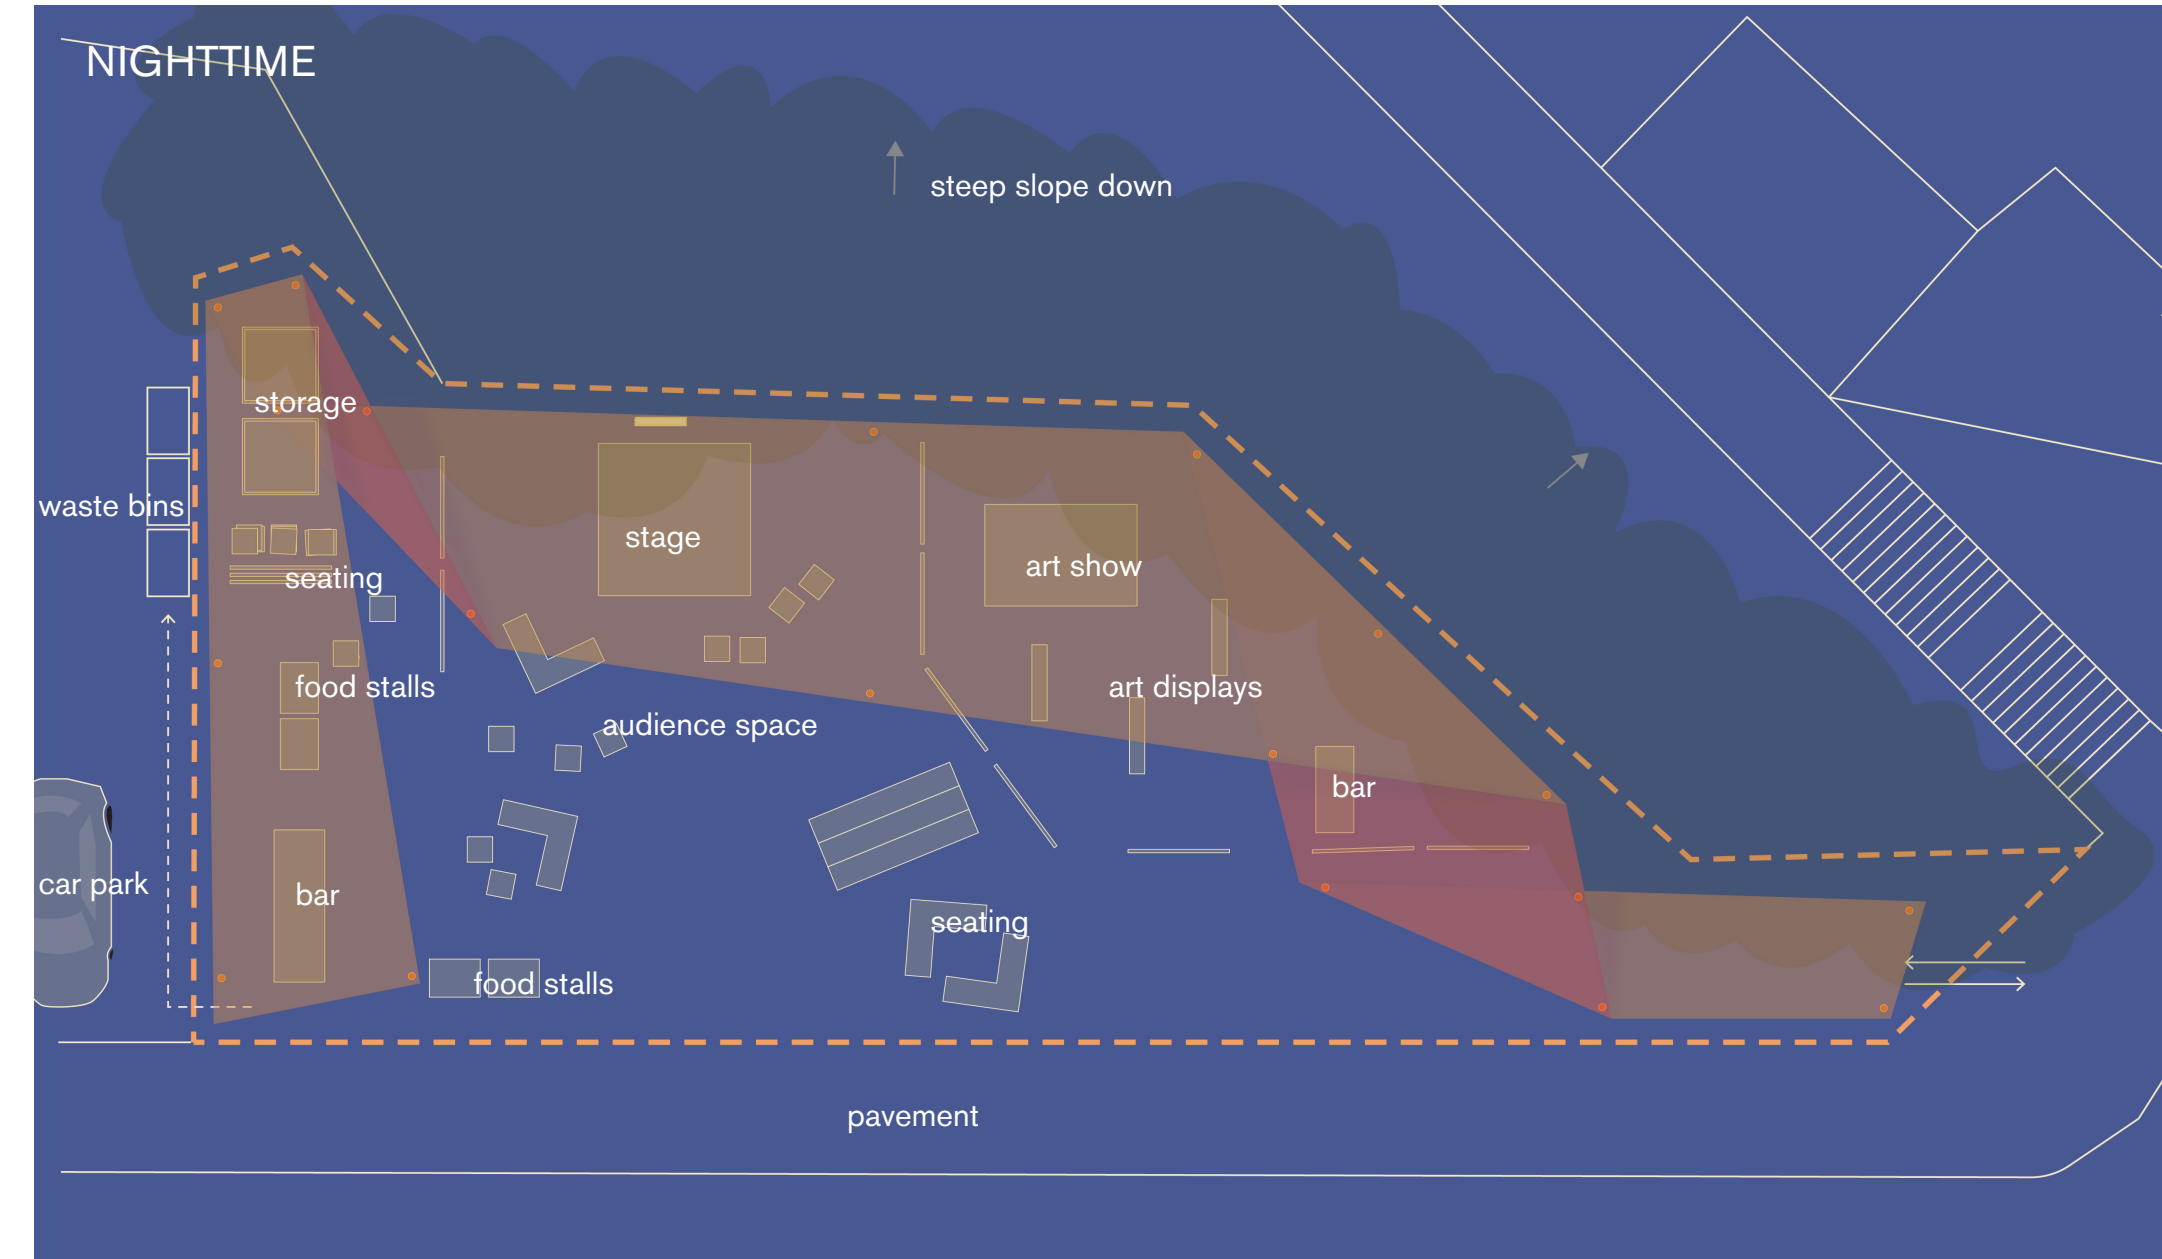 NIGHTTIME
steep slope down
storage
waste bins
stage
art show
seating
food stalls
art displays
audience space
bar
car park
bar
seating
food stalls
pavement